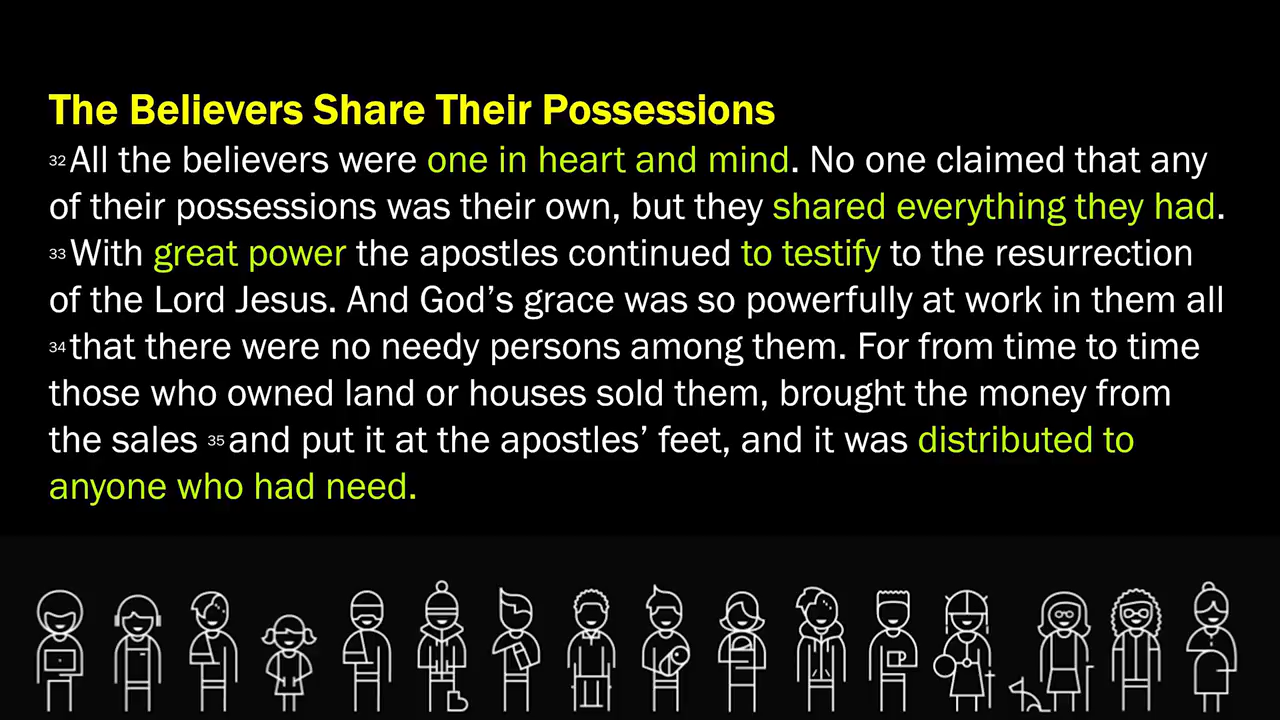 The Believers Share Their Possessions
32 All the believers were one in heart and mind. No one claimed that any
of their possessions was their own, but they shared everything they had.
33 With great power the apostles continued to testify to the resurrection
of the Lord Jesus. And God’s grace was so powerfully at work in them all
34 that there were no needy persons among them. For from time to time
those who owned land or houses sold them, brought the money from
the sales 35 and put it at the apostles’ feet, and it was distributed to
anyone who had need.